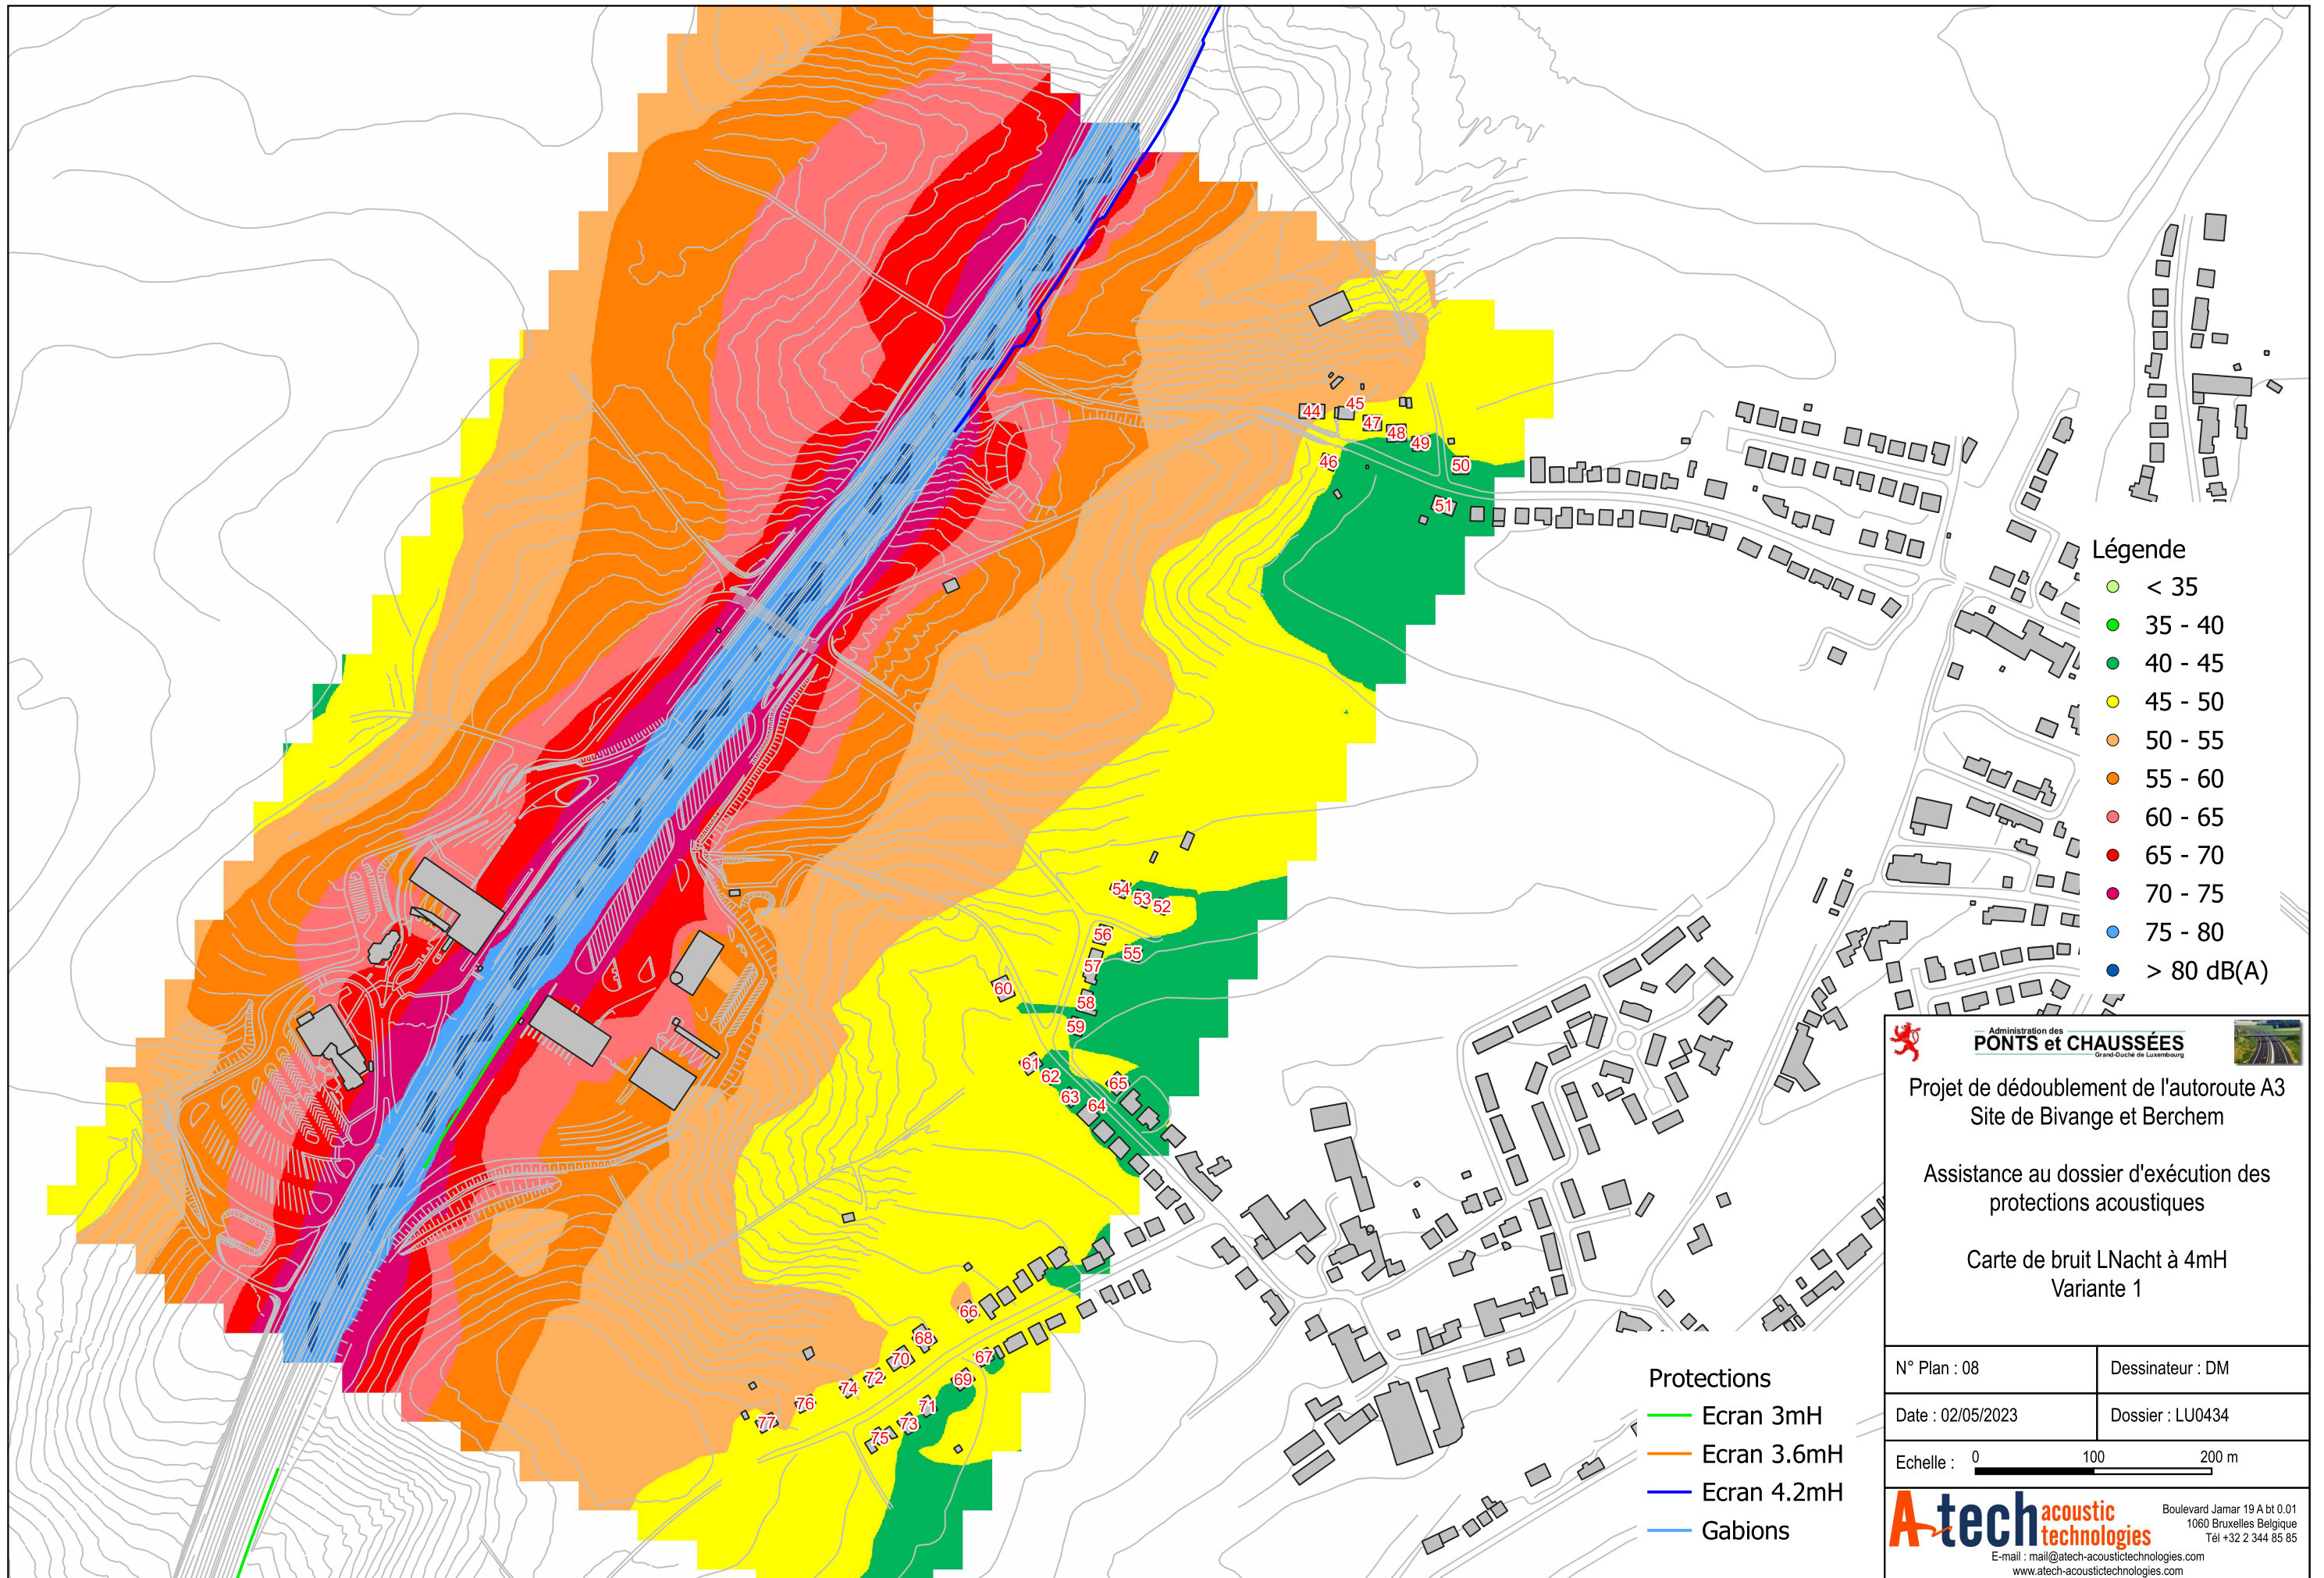 44
45
47
48
49
46
50
51
54
53
52
56
55
57
60
58
59
61
62
65
63
64
66
68
67
70
72
69
74
76
71
77
73
75
Légende
< 35
35 - 40
40 - 45
45 - 50
50 - 55
55 - 60
60 - 65
65 - 70
70 - 75
75 - 80
> 80 dB(A)
Protections
Ecran 3mH
Ecran 3.6mH
Ecran 4.2mH
Gabions
Administration des
PONTS et CHAUSSÉES
Grand-Duché de Luxembourg
Projet de dédoublement de l'autoroute A3
Site de Bivange et Berchem
Assistance au dossier d'exécution des
protections acoustiques
Carte de bruit LNacht à 4mH
Variante 1
N° Plan : 08
Dessinateur : DM
Date : 02/05/2023
Dossier : LU0434
Echelle : 0 100 200 m
A-tech acoustic technologies
Boulevard Jamar 19 A bt 0.01
1060 Bruxelles Belgique
Tél +32 2 344 85 85
E-mail : mail@atech-acoustictechnologies.com
www.atech-acoustictechnologies.com